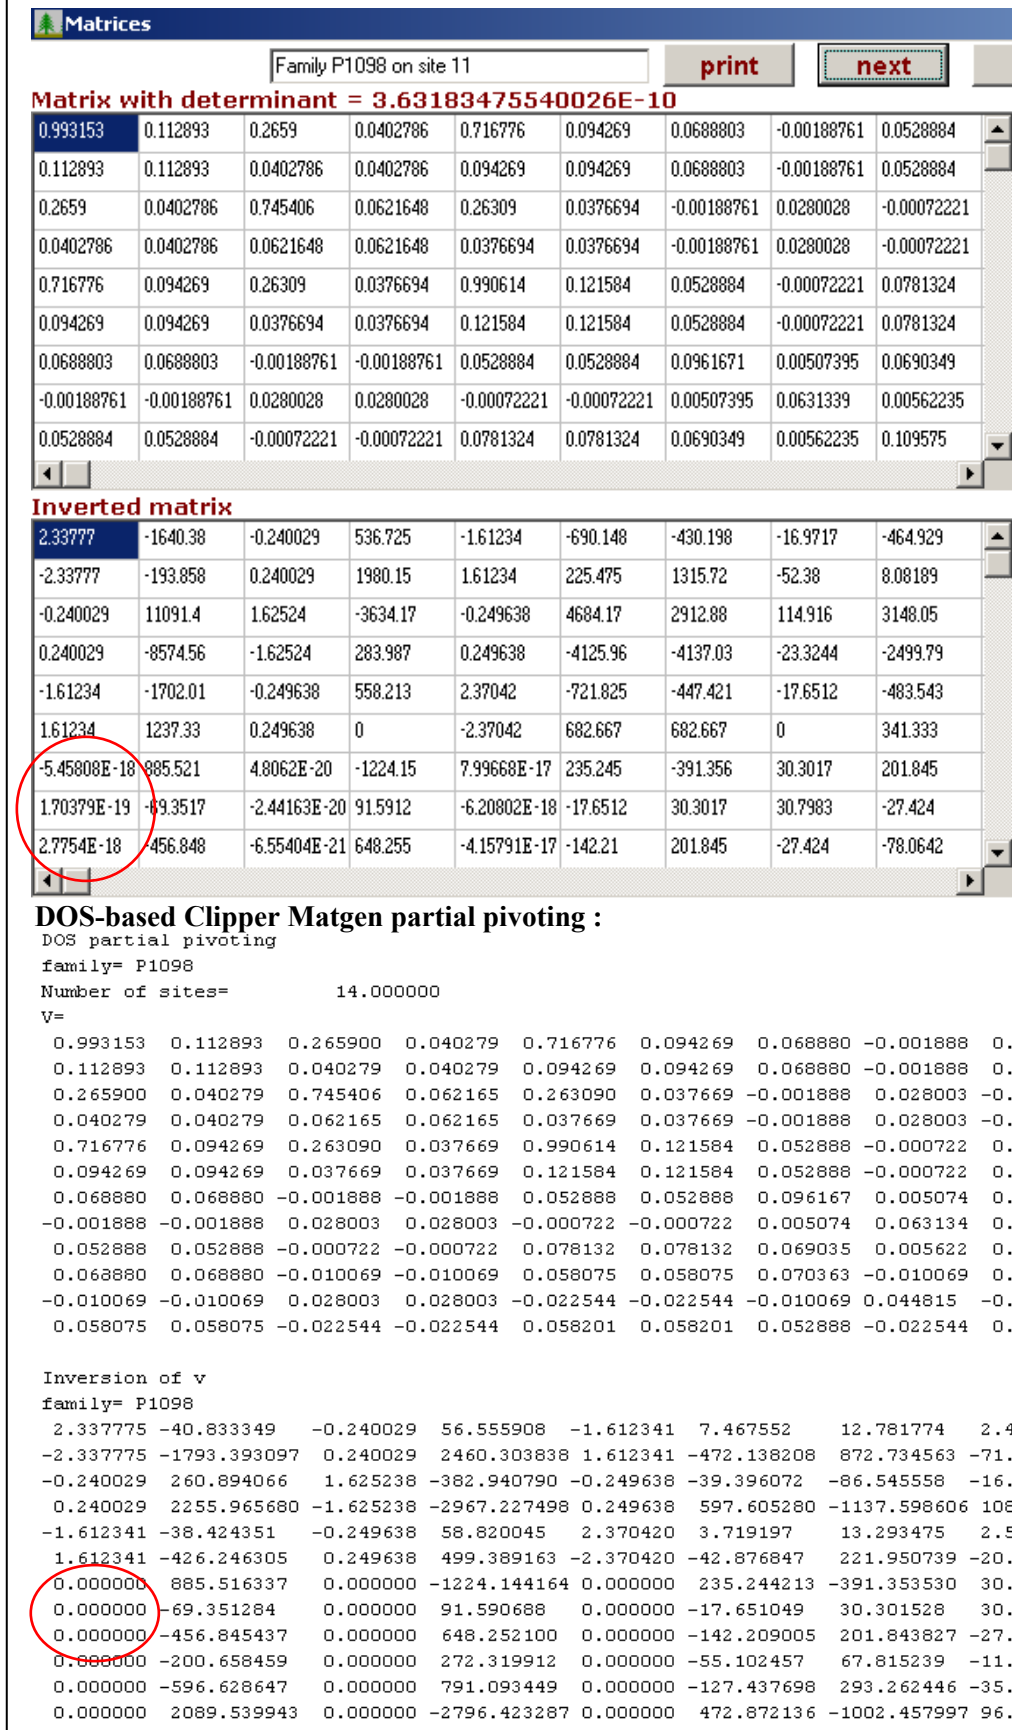 Matrices
Family P1098 on site 11 print next
Matrix with determinant = 3.63183475540026E-10
0.993153 0.112893 0.2659 0.0402786 0.716776 0.094269 0.0688803 -0.00188761 0.0528884
0.112893 0.112893 0.0402786 0.0402786 0.094269 0.094269 0.0688803 -0.00188761 0.0528884
0.2659 0.0402786 0.745406 0.0621648 0.26309 0.0376694 -0.00188761 0.0280028 -0.00072221
0.0402786 0.0402786 0.0621648 0.0621648 0.0376694 0.0376694 -0.00188761 0.0280028 -0.00072221
0.716776 0.094269 0.26309 0.0376694 0.990614 0.121584 0.0528884 -0.00072221 0.0781324
0.094269 0.094269 0.0376694 0.0376694 0.121584 0.121584 0.0528884 -0.00072221 0.0781324
0.0688803 0.0688803 -0.00188761 -0.00188761 0.0528884 0.0528884 0.0961671 0.00507395 0.0690349
-0.00188761 -0.00188761 0.0280028 0.0280028 -0.00072221 -0.00072221 0.00507395 0.0631339 0.00562235
0.0528884 0.0528884 -0.00072221 -0.00072221 0.0781324 0.0781324 0.0690349 0.00562235 0.109575
Inverted matrix
2.33777 -1640.38 -0.240029 536.725 -1.61234 -690.148 -430.198 -16.9717 -464.929
-2.33777 -193.858 0.240029 1980.15 1.61234 225.475 1315.72 -52.38 8.08189
-0.240029 11091.4 1.62524 -3634.17 -0.249638 4684.17 2912.88 114.916 3148.05
0.240029 -8574.56 -1.62524 283.987 0.249638 -4125.96 -4137.03 -23.3244 -2499.79
-1.61234 -1702.01 -0.249638 558.213 2.37042 -721.825 -447.421 -17.6512 -483.543
1.61234 1237.33 0.249638 0 -2.37042 682.667 682.667 0 341.333
-5.45808E-18 885.521 4.8062E-20 -1224.15 7.99668E-17 235.245 -391.356 30.3017 201.845
1.70379E-19 -69.3517 -2.44163E-20 91.5912 -6.20802E-18 -17.6512 30.3017 30.7983 -27.424
2.7754E-18 -456.848 -6.55404E-21 648.255 -4.15791E-17 -142.21 201.845 -27.424 -78.0642
DOS-based Clipper Matgen partial pivoting :
DOS partial pivoting
family= P1098
Number of sites= 14.000000
V=
0.993153 0.112893 0.265900 0.040279 0.716776 0.094269 0.068880 -0.001888 0.
0.112893 0.112893 0.040279 0.040279 0.094269 0.094269 0.068880 -0.001888 0.
0.265900 0.040279 0.745406 0.062165 0.263090 0.037669 -0.001888 0.028003 -0.
0.040279 0.040279 0.062165 0.062165 0.037669 0.037669 -0.001888 0.028003 -0.
0.716776 0.094269 0.263090 0.037669 0.990614 0.121584 0.052888 -0.000722 0.
0.094269 0.094269 0.037669 0.037669 0.121584 0.121584 0.052888 -0.000722 0.
0.068880 0.068880 -0.001888 -0.001888 0.052888 0.052888 0.096167 0.005074 0.
-0.001888 -0.001888 0.028003 0.028003 -0.000722 -0.000722 0.005074 0.063134 0.
0.052888 0.052888 -0.000722 -0.000722 0.078132 0.078132 0.069035 0.005622 0.
0.068880 0.068880 -0.010069 -0.010069 0.058075 0.058075 0.070363 -0.010069 0.
-0.010069 -0.010069 0.028003 0.028003 -0.022544 -0.022544 -0.010069 0.044815 -0.
0.058075 0.058075 -0.022544 -0.022544 0.058201 0.058201 0.052888 -0.022544 0.
Inversion of v
family= P1098
2.337775 -40.833349 -0.240029 56.555908 -1.612341 7.467552 12.781774 2.4
-2.337775 -1793.393097 0.240029 2460.303838 1.612341 -472.138208 872.734563 -71.
-0.240029 260.894066 1.625238 -382.940790 -0.249638 -39.396072 -86.545558 -16.
0.240029 2255.965680 -1.625238 -2967.227498 0.249638 597.605280 -1137.598606 108
-1.612341 -38.424351 -0.249638 58.820045 2.370420 3.719197 13.293475 2.5
1.612341 -426.246305 0.249638 499.389163 -2.370420 -42.876847 221.950739 -20.
0.000000 885.516337 0.000000 -1224.144164 0.000000 235.244213 -391.353530 30.
0.000000 -69.351284 0.000000 91.590688 0.000000 -17.651049 30.301528 30.
0.000000 -456.845437 0.000000 648.252100 0.000000 -142.209005 201.843827 -27.
0.000000 -200.658459 0.000000 272.319912 0.000000 -55.102457 67.815239 -11.
0.000000 -596.628647 0.000000 791.093449 0.000000 -127.437698 293.262446 -35.
0.000000 2089.539943 0.000000 -2796.423287 0.000000 472.872136 -1002.457997 96.